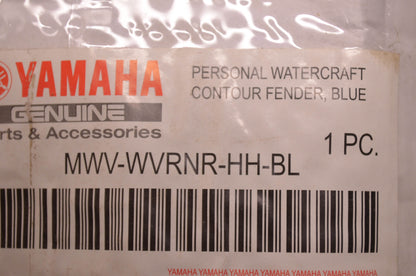 YAMAHA
GENUINE
rts & Accessories
PERSONAL WATERCRAFT
CONTOUR FENDER, BLUE
1 PC.
MWV-WVRNR-HH-BL
YAMAHA YAMAHA YAMAHA YAMAHA YAMAHA YAMAHA YAMAHA